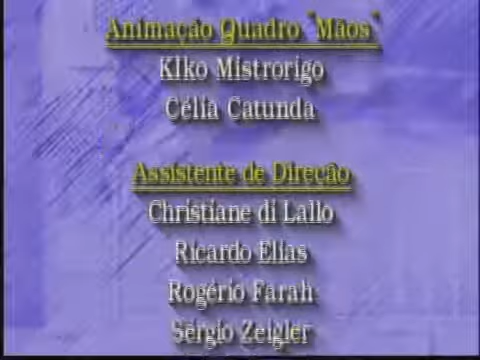 Animação Quadro "Mãos"
KIko Mistrorigo
Célia Catunda
Assistente de Direção
Christiane di Lallo
Ricardo Elias
Rogério Farah
Sérgio Zeigler